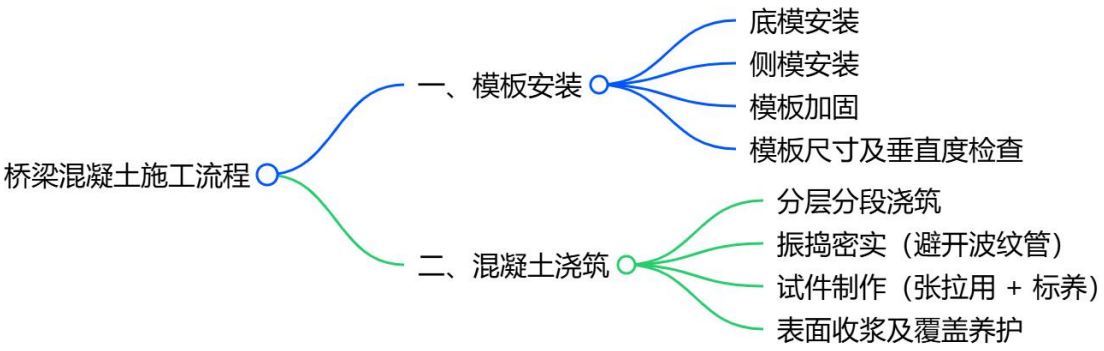 桥梁混凝土施工流程
一、模板安装
底模安装
侧模安装
模板加固
模板尺寸及垂直度检查
二、混凝土浇筑
分层分段浇筑
振捣密实（避开波纹管）
试件制作（张拉用 + 标养）
表面收浆及覆盖养护